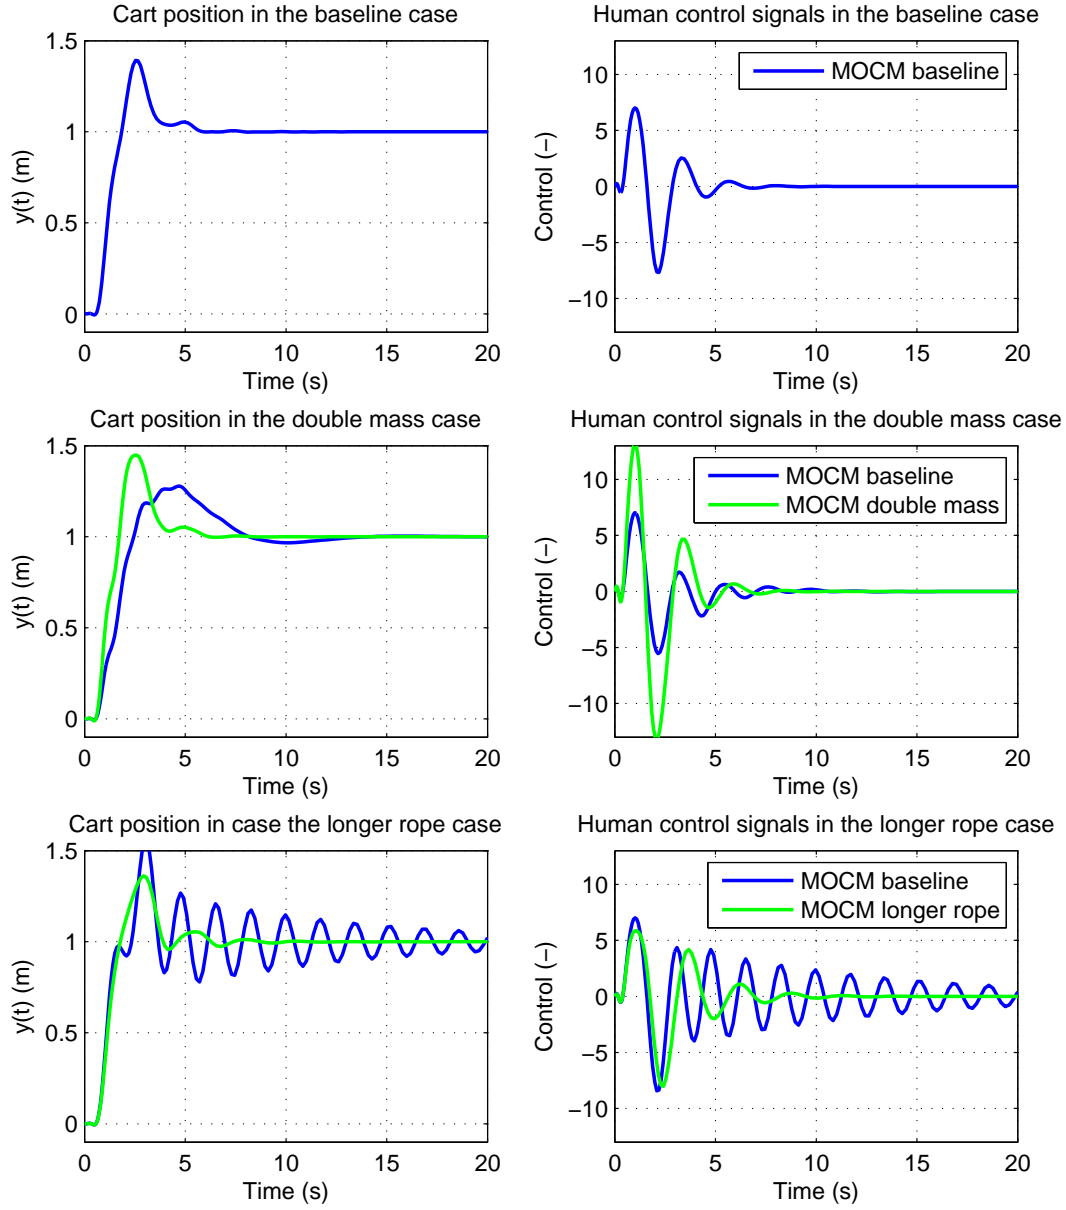 Cart position in the baseline case
1.5
1
0.5
0
y(t) (m)
0 5 10 15 20
Time (s)
Human control signals in the baseline case
10
5
0
−5
−10
Control (−)
MOCM baseline
0 5 10 15 20
Time (s)
Cart position in the double mass case
1.5
1
0.5
0
y(t) (m)
0 5 10 15 20
Time (s)
Human control signals in the double mass case
10
5
0
−5
−10
Control (−)
MOCM baseline
MOCM double mass
0 5 10 15 20
Time (s)
Cart position in case the longer rope case
1.5
1
0.5
0
y(t) (m)
0 5 10 15 20
Time (s)
Human control signals in the longer rope case
10
5
0
−5
−10
Control (−)
MOCM baseline
MOCM longer rope
0 5 10 15 20
Time (s)